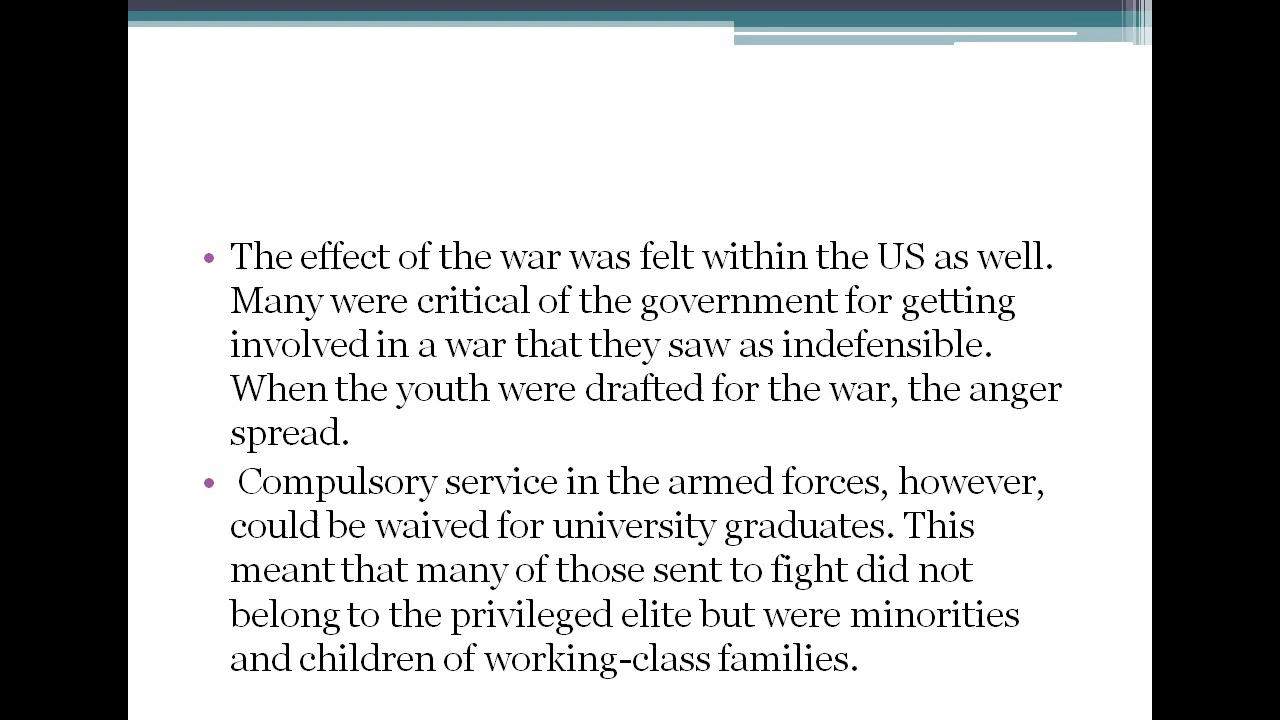 • The effect of the war was felt within the US as well.
Many were critical of the government for getting
involved in a war that they saw as indefensible.
When the youth were drafted for the war, the anger
spread.
• Compulsory service in the armed forces, however,
could be waived for university graduates. This
meant that many of those sent to fight did not
belong to the privileged elite but were minorities
and children of working-class families.